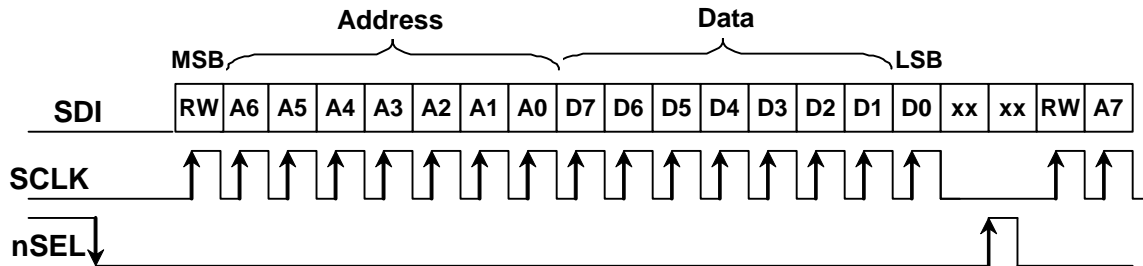 Address Data
MSB LSB
SDI RW A6 A5 A4 A3 A2 A1 A0 D7 D6 D5 D4 D3 D2 D1 D0 xx xx RW A7
SCLK
nSEL